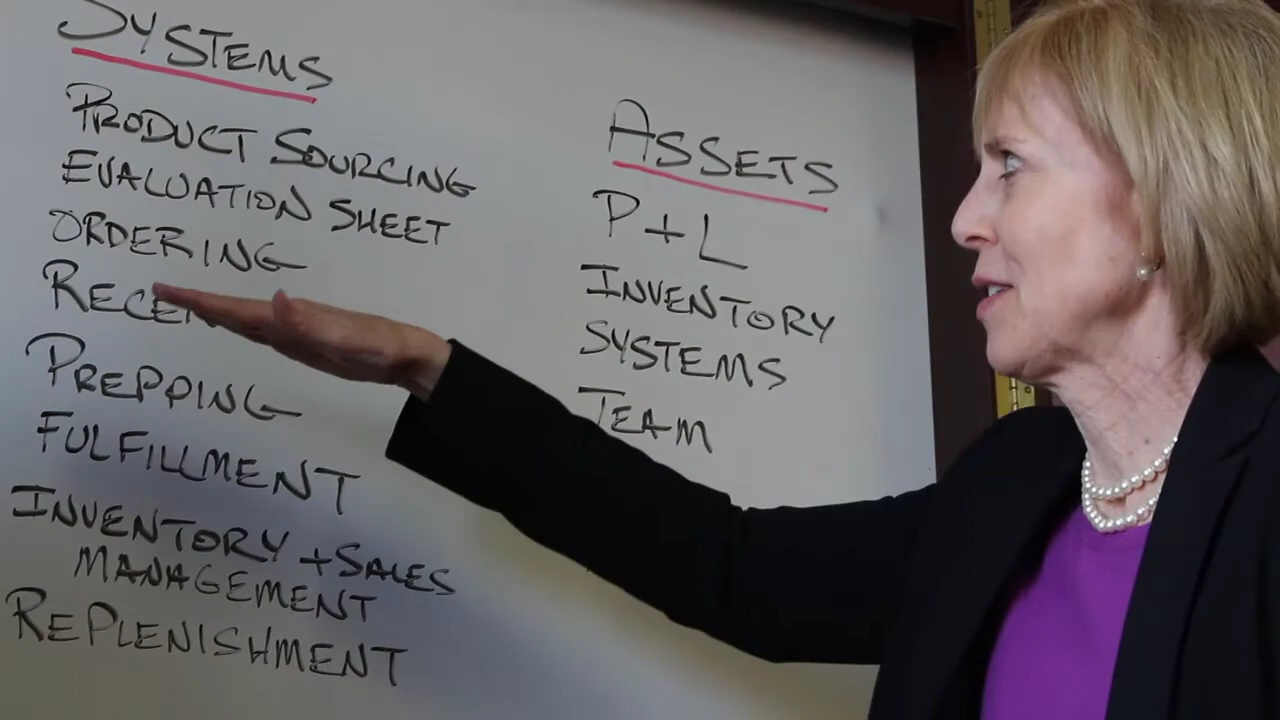 SYSTEMS
PRODUCT SOURCING
EVALUATION SHEET
ORDERING
PREPPING
FULFILLMENT
INVENTORY + SALES
MANAGEMENT
REPLENISHMENT
ASSETS
P + L
INVENTORY
SYSTEMS
TEAM